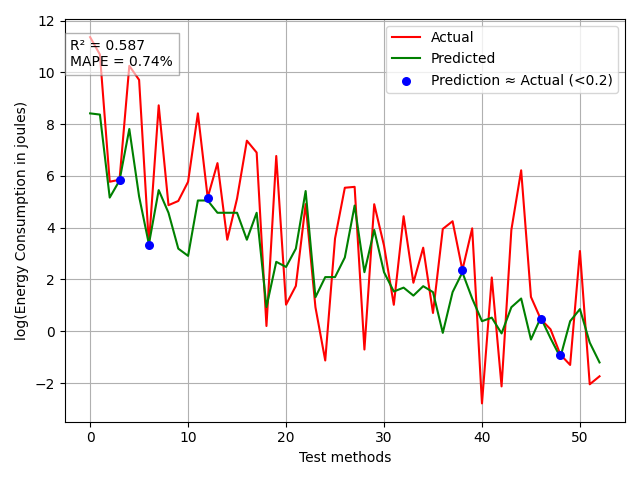 R² = 0.587
MAPE = 0.74%
Actual
Predicted
Prediction ≈ Actual (<0.2)
log(Energy Consumption in joules)
12
10
8
6
4
2
0
−2
0 10 20 30 40 50
Test methods